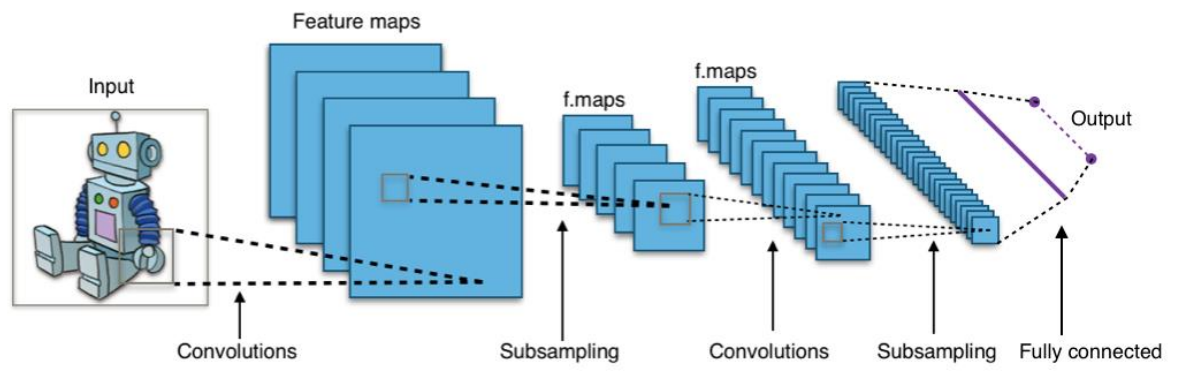 Feature maps
f.maps
f.maps
Input
Output
Convolutions
Subsampling
Convolutions
Subsampling
Fully connected